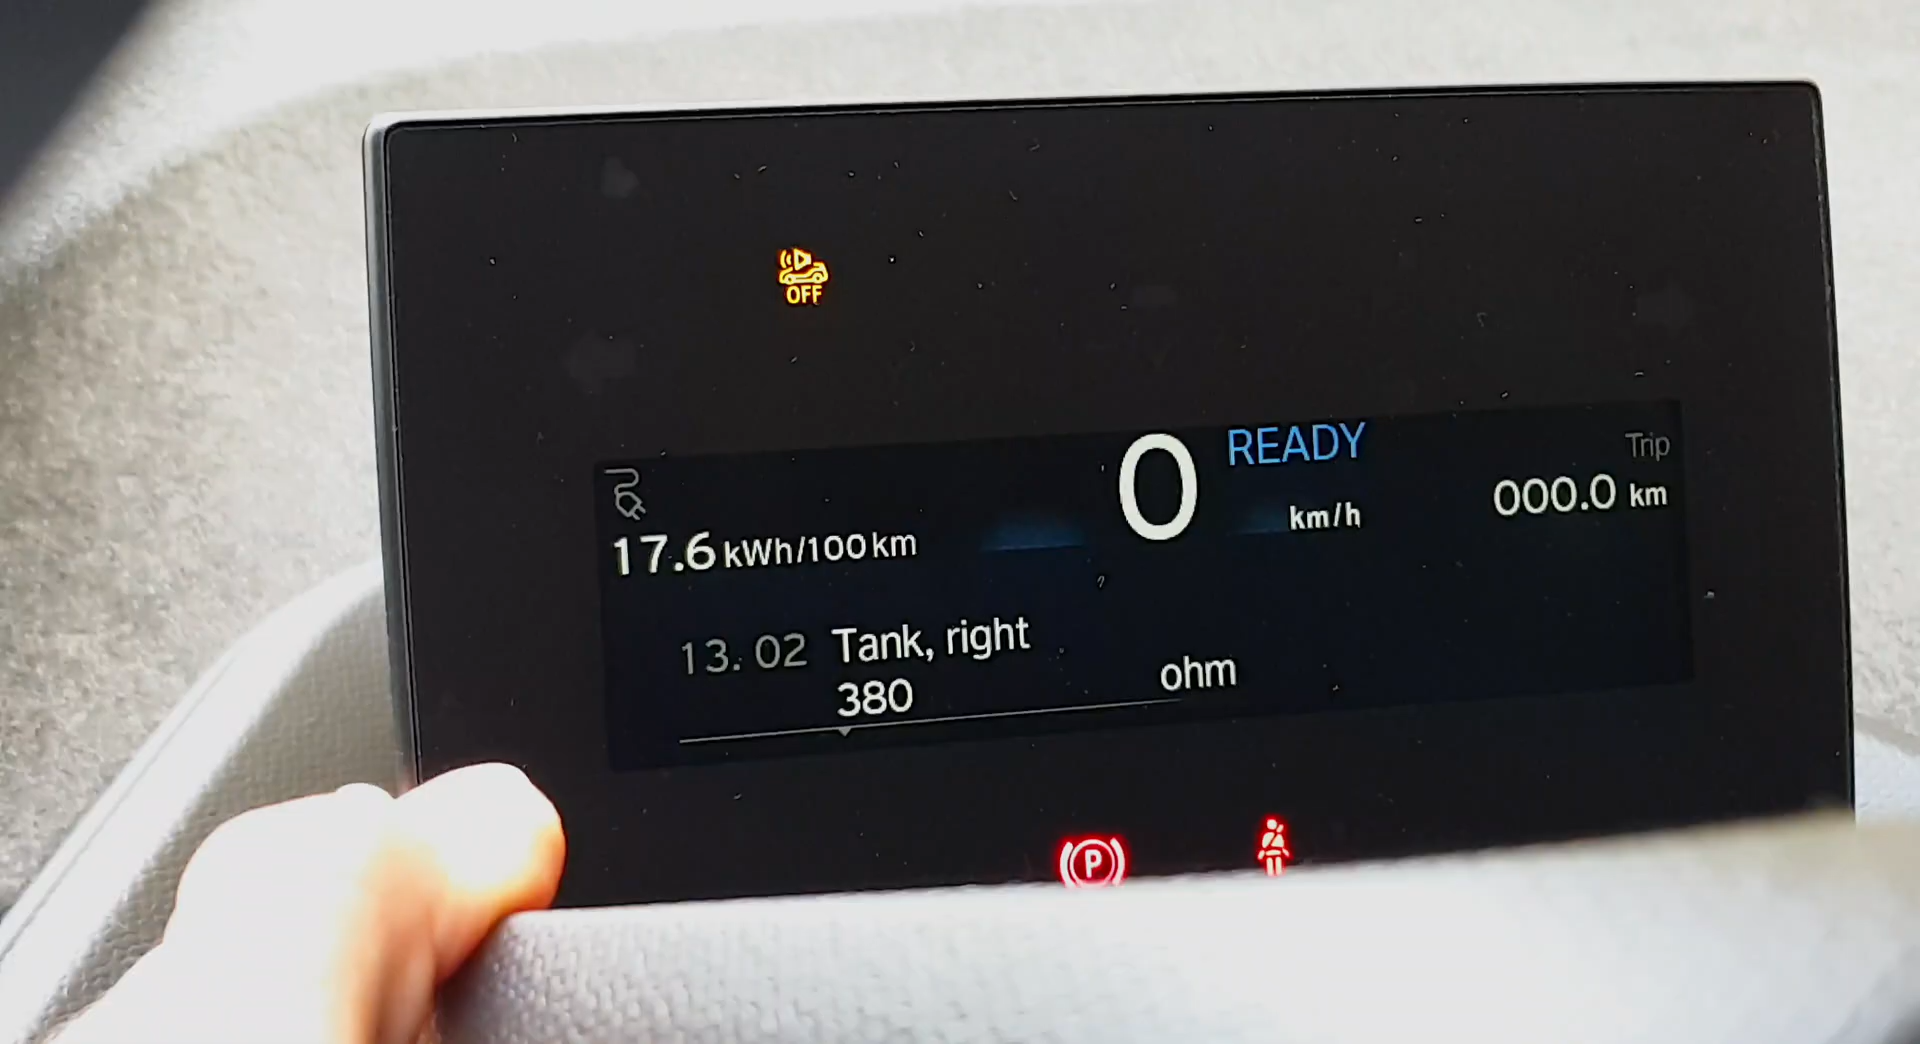 OFF
READY
0
km/h
Trip
000.0 km
17.6 kWh/100 km
13. 02 Tank, right
380 ohm
P